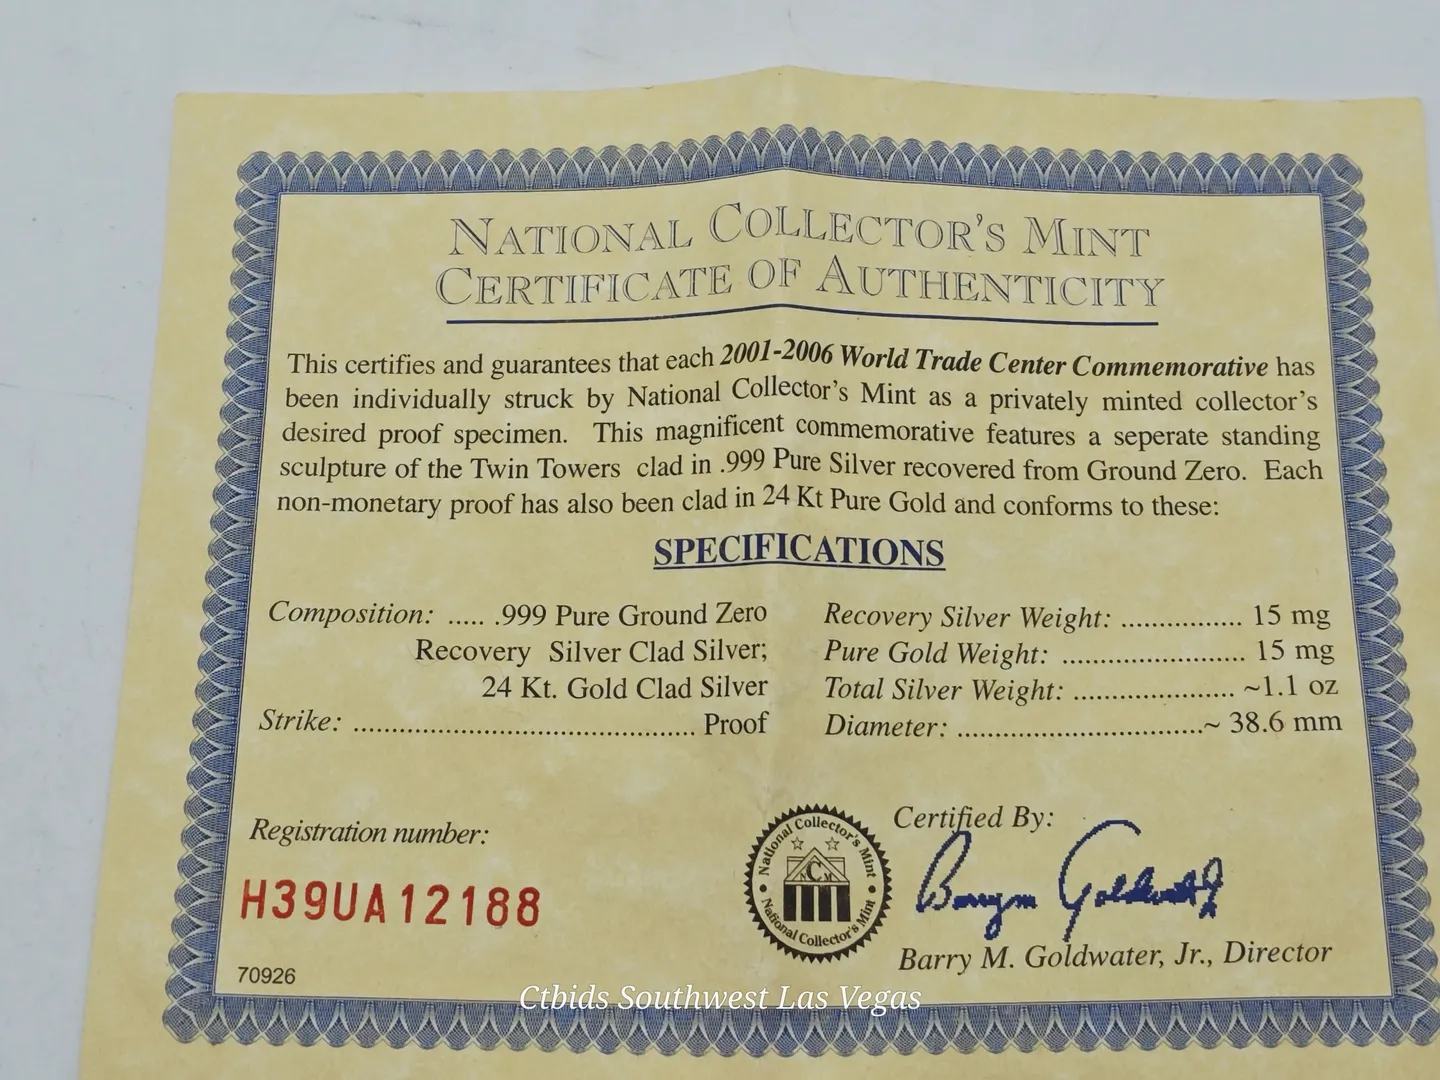 NATIONAL COLLECTOR'S MINT
CERTIFICATE OF AUTHENTICITY
This certifies and guarantees that each 2001-2006 World Trade Center Commemorative has
been individually struck by National Collector's Mint as a privately minted collector's
desired proof specimen. This magnificent commemorative features a seperate standing
sculpture of the Twin Towers clad in .999 Pure Silver recovered from Ground Zero. Each
non-monetary proof has also been clad in 24 Kt Pure Gold and conforms to these:
SPECIFICATIONS
Composition: ..... .999 Pure Ground Zero
Recovery Silver Clad Silver;
24 Kt. Gold Clad Silver
Strike: ............................................. Proof
Recovery Silver Weight: ................ 15 mg
Pure Gold Weight: ........................ 15 mg
Total Silver Weight: ..................... ~1.1 oz
Diameter: ................................~ 38.6 mm
Registration number:
H39UA12188
70926
National Collector's Mint
NCM
National Collector's Mint
Certified By:
Barry M Goldwater Jr
Barry M. Goldwater, Jr., Director
Ctbids Southwest Las Vegas